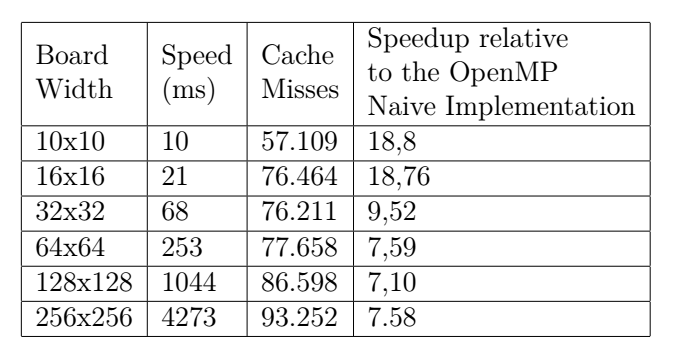 Board Width Speed (ms) Cache Misses Speedup relative to the OpenMP Naive Implementation
10x10 10 57.109 18,8
16x16 21 76.464 18,76
32x32 68 76.211 9,52
64x64 253 77.658 7,59
128x128 1044 86.598 7,10
256x256 4273 93.252 7.58